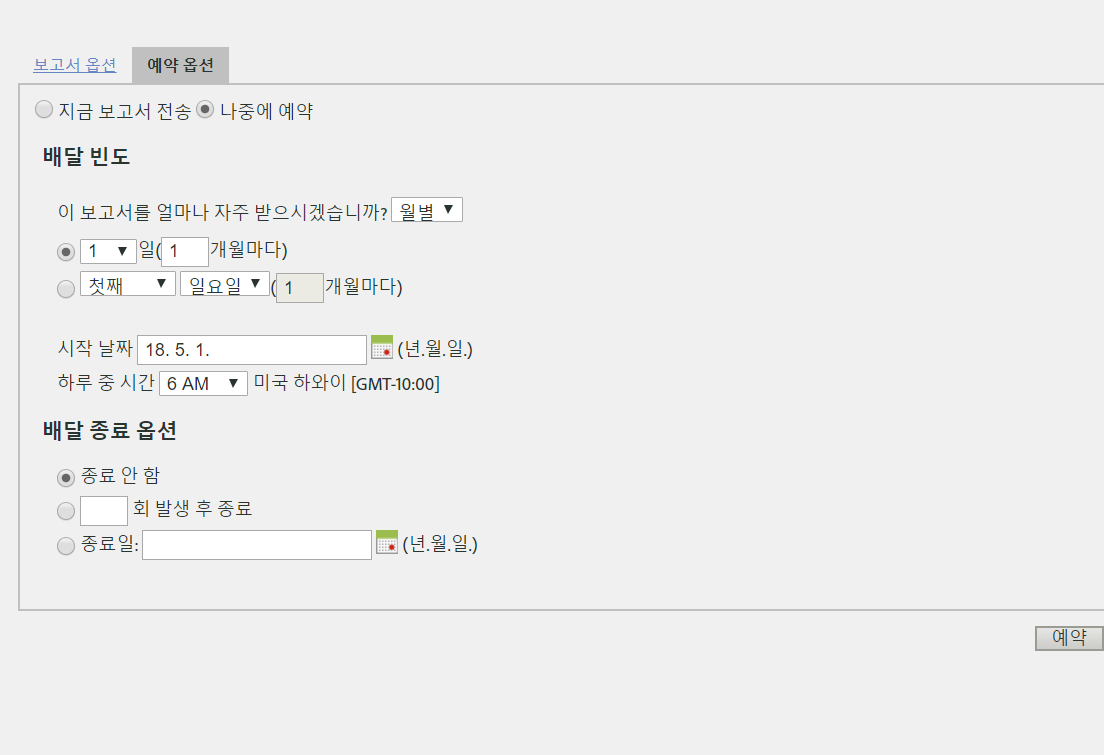 보고서 옵션 예약 옵션
지금 보고서 전송 나중에 예약
배달 빈도
이 보고서를 얼마나 자주 받으시겠습니까? 월별
1 일( 1 개월마다)
첫째 일요일 ( 1 개월마다)
시작 날짜 18. 5. 1. (년.월.일.)
하루 중 시간 6 AM 미국 하와이 [GMT-10:00]
배달 종료 옵션
종료 안 함
회 발생 후 종료
종료일: (년.월.일.)
예약